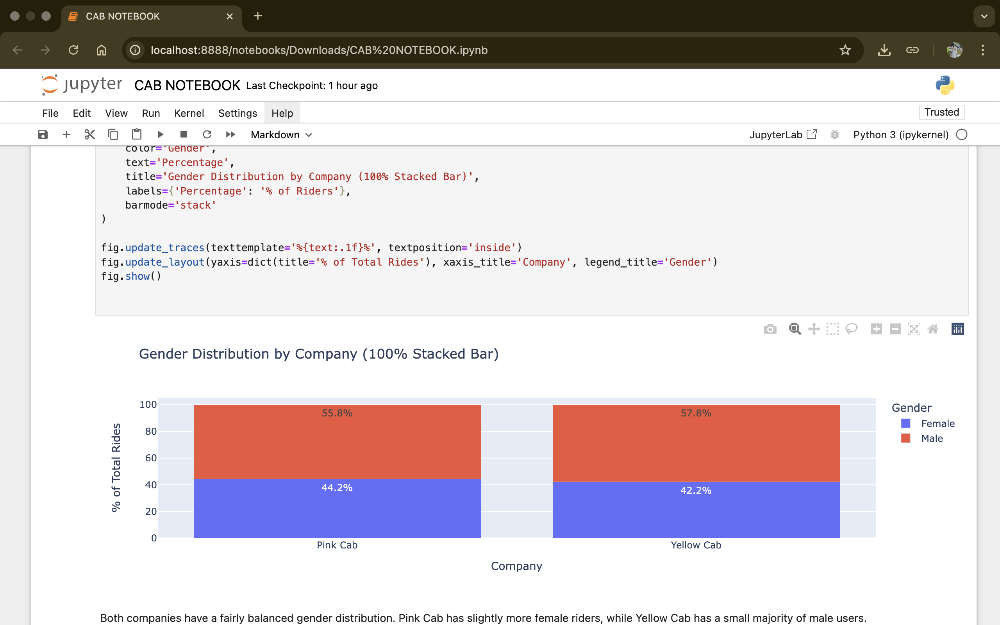 CAB NOTEBOOK
localhost:8888/notebooks/Downloads/CAB%20NOTEBOOK.ipynb
jupyter CAB NOTEBOOK Last Checkpoint: 1 hour ago
File Edit View Run Kernel Settings Help Trusted
Markdown JupyterLab Python 3 (ipykernel)
color='Gender',
text='Percentage',
title='Gender Distribution by Company (100% Stacked Bar)',
labels={'Percentage': '% of Riders'},
barmode='stack'
)
fig.update_traces(texttemplate='%{text:.1f}%', textposition='inside')
fig.update_layout(yaxis=dict(title='% of Total Rides'), xaxis_title='Company', legend_title='Gender')
fig.show()
Gender Distribution by Company (100% Stacked Bar)
% of Total Rides
100
80
60
40
20
0
55.8%
57.8%
44.2%
42.2%
Pink Cab
Yellow Cab
Company
Gender
Female
Male
Both companies have a fairly balanced gender distribution. Pink Cab has slightly more female riders, while Yellow Cab has a small majority of male users.